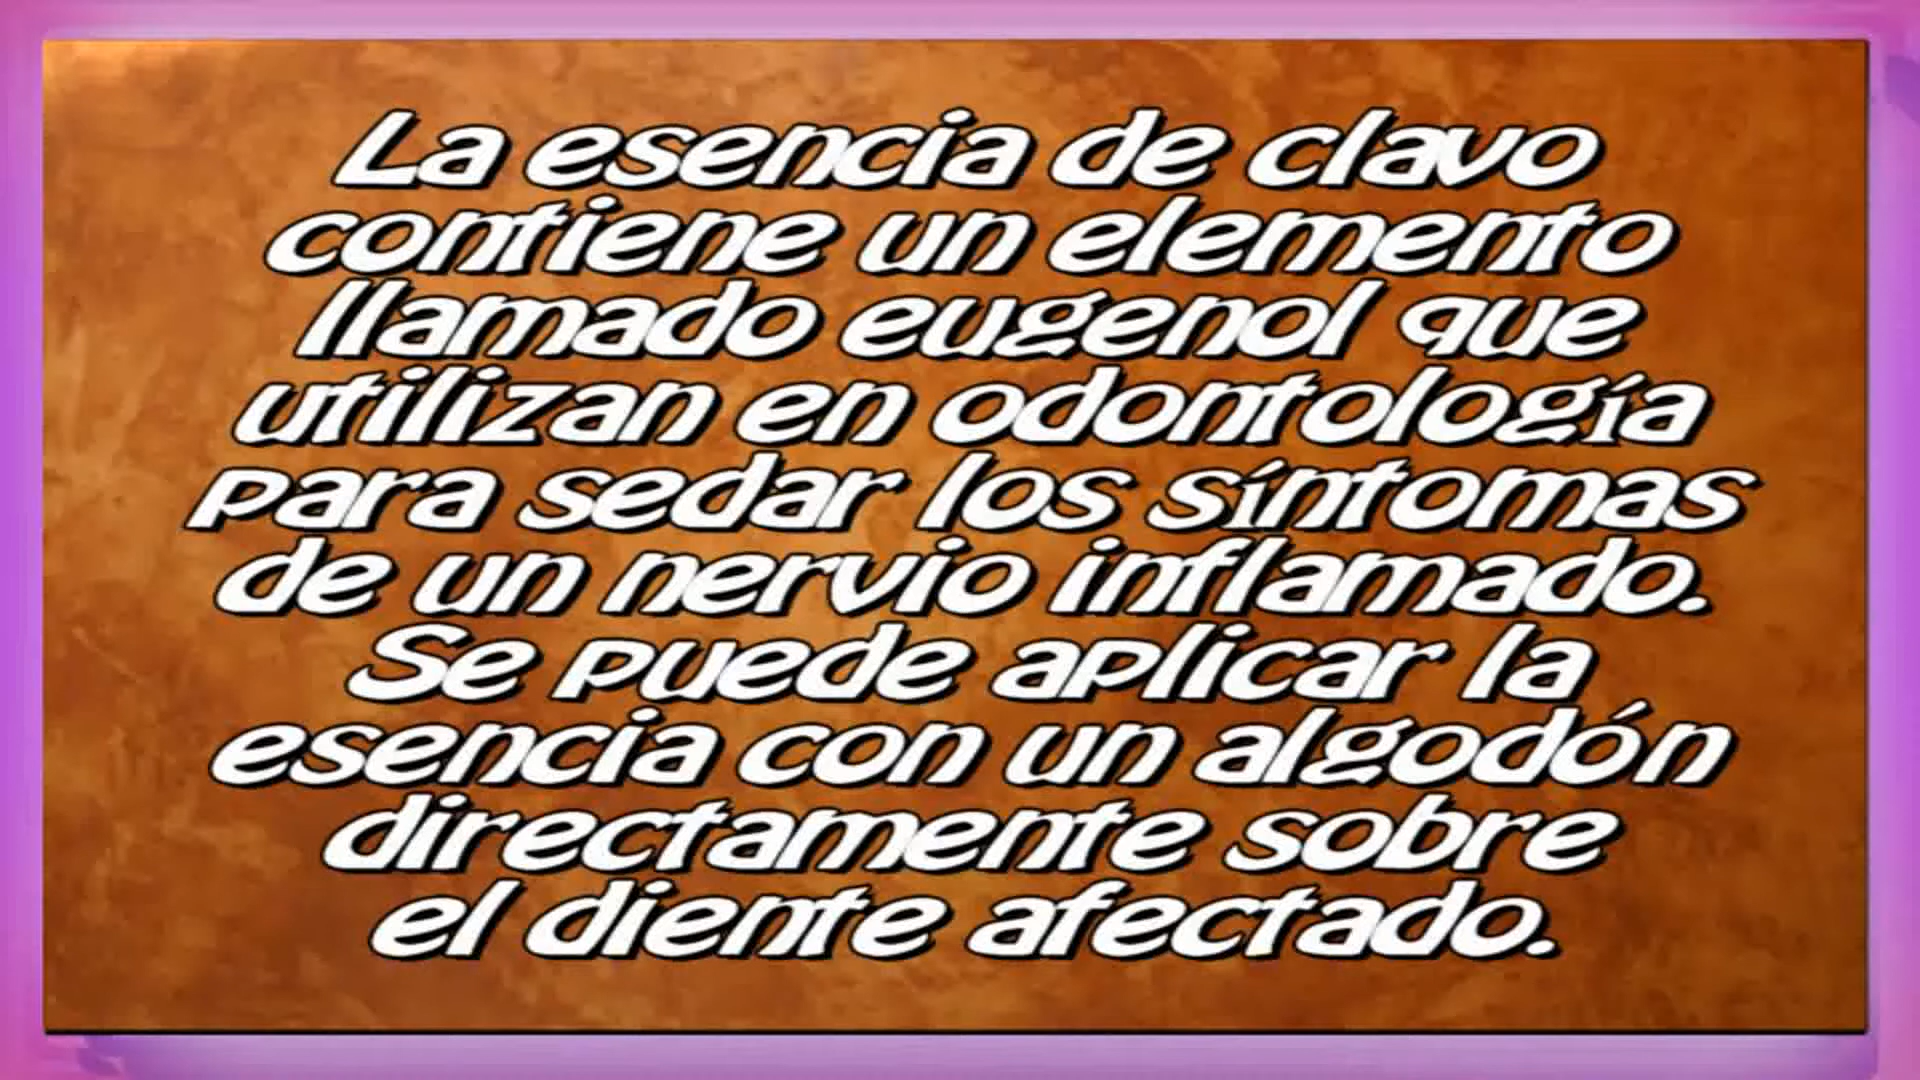 La esencia de clavo
contiene un elemento
llamado eugenol que
utilizan en odontología
para sedar los síntomas
de un nervio inflamado.
Se puede aplicar la
esencia con un algodón
directamente sobre
el diente afectado.